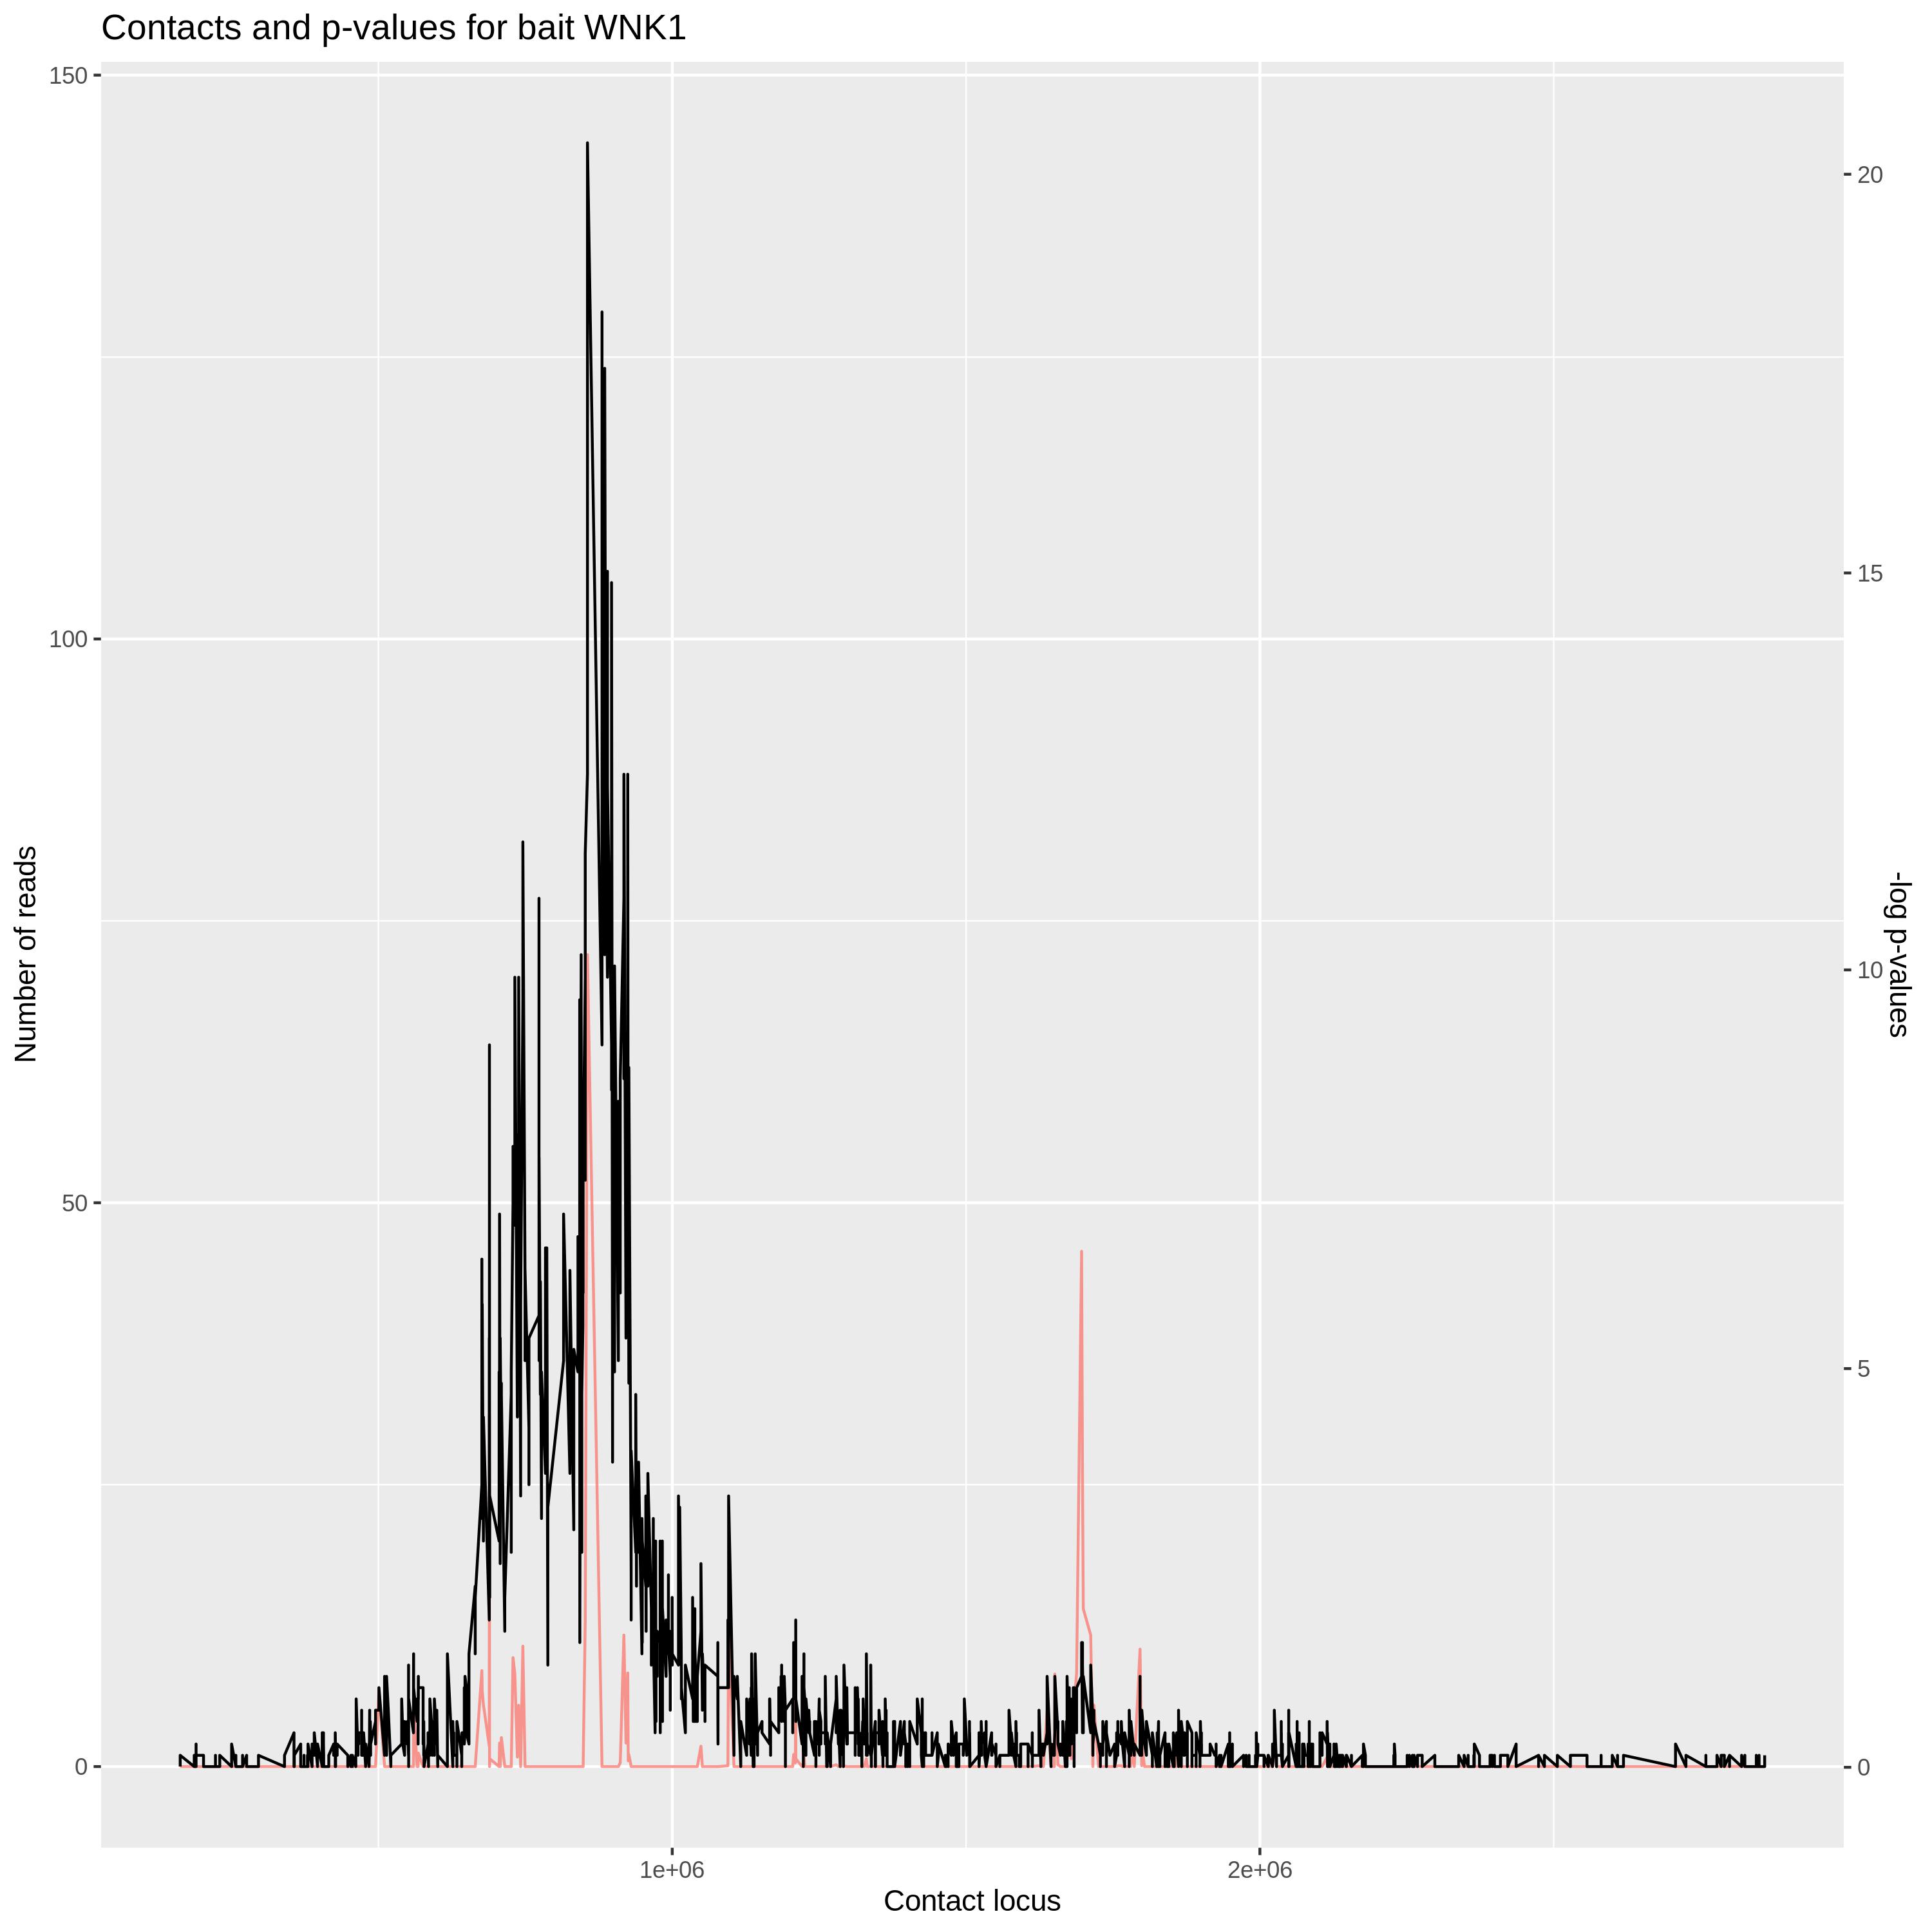 Contacts and p-values for bait WNK1
150
100
50
0
Number of reads
20
15
10
5
0
-log p-values
1e+06
2e+06
Contact locus